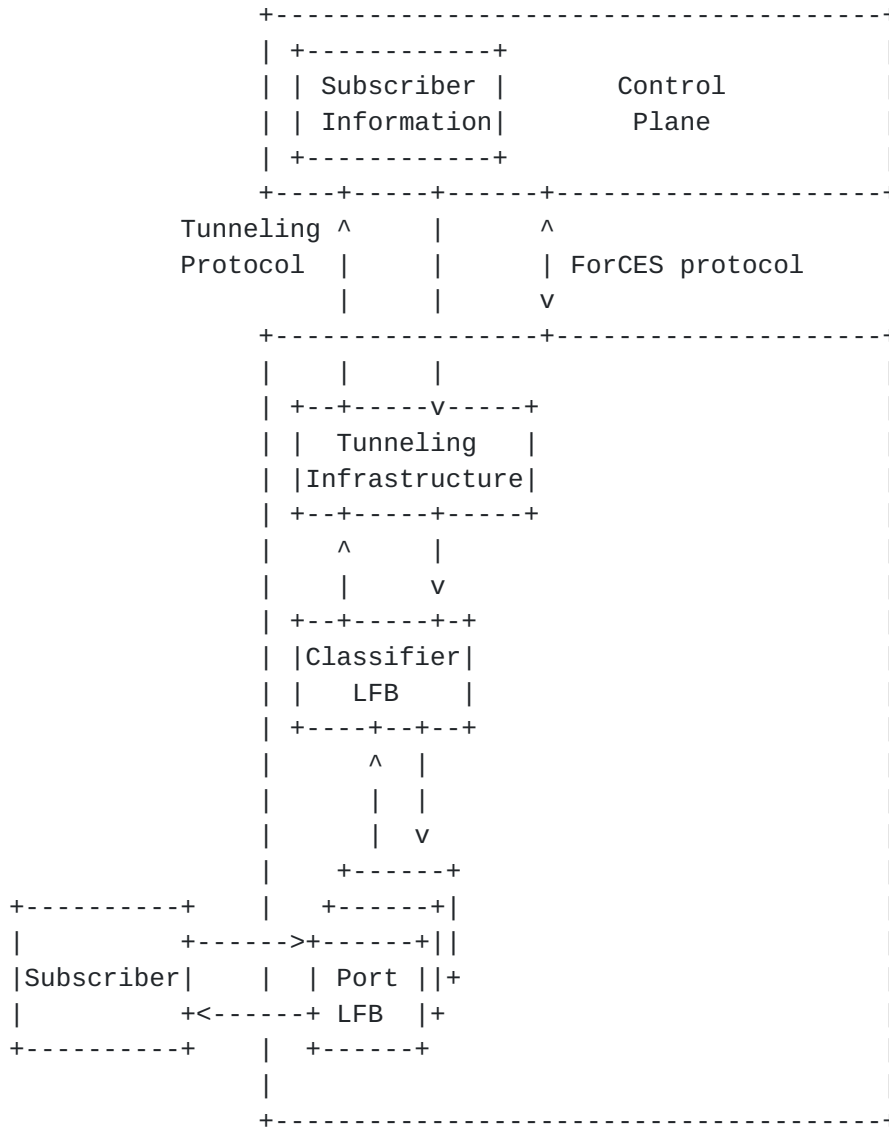 Subscriber Control
Information Plane
Tunneling
Protocol ForCES protocol
Tunneling
Infrastructure
Classifier
LFB
Subscriber Port
LFB